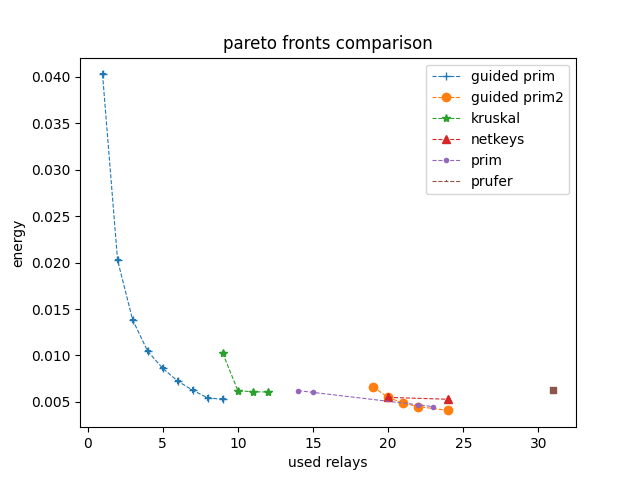 pareto fronts comparison
0.040
0.035
0.030
0.025
0.020
0.015
0.010
0.005
energy
guided prim
guided prim2
kruskal
netkeys
prim
prufer
0
5
10
15
20
25
30
used relays